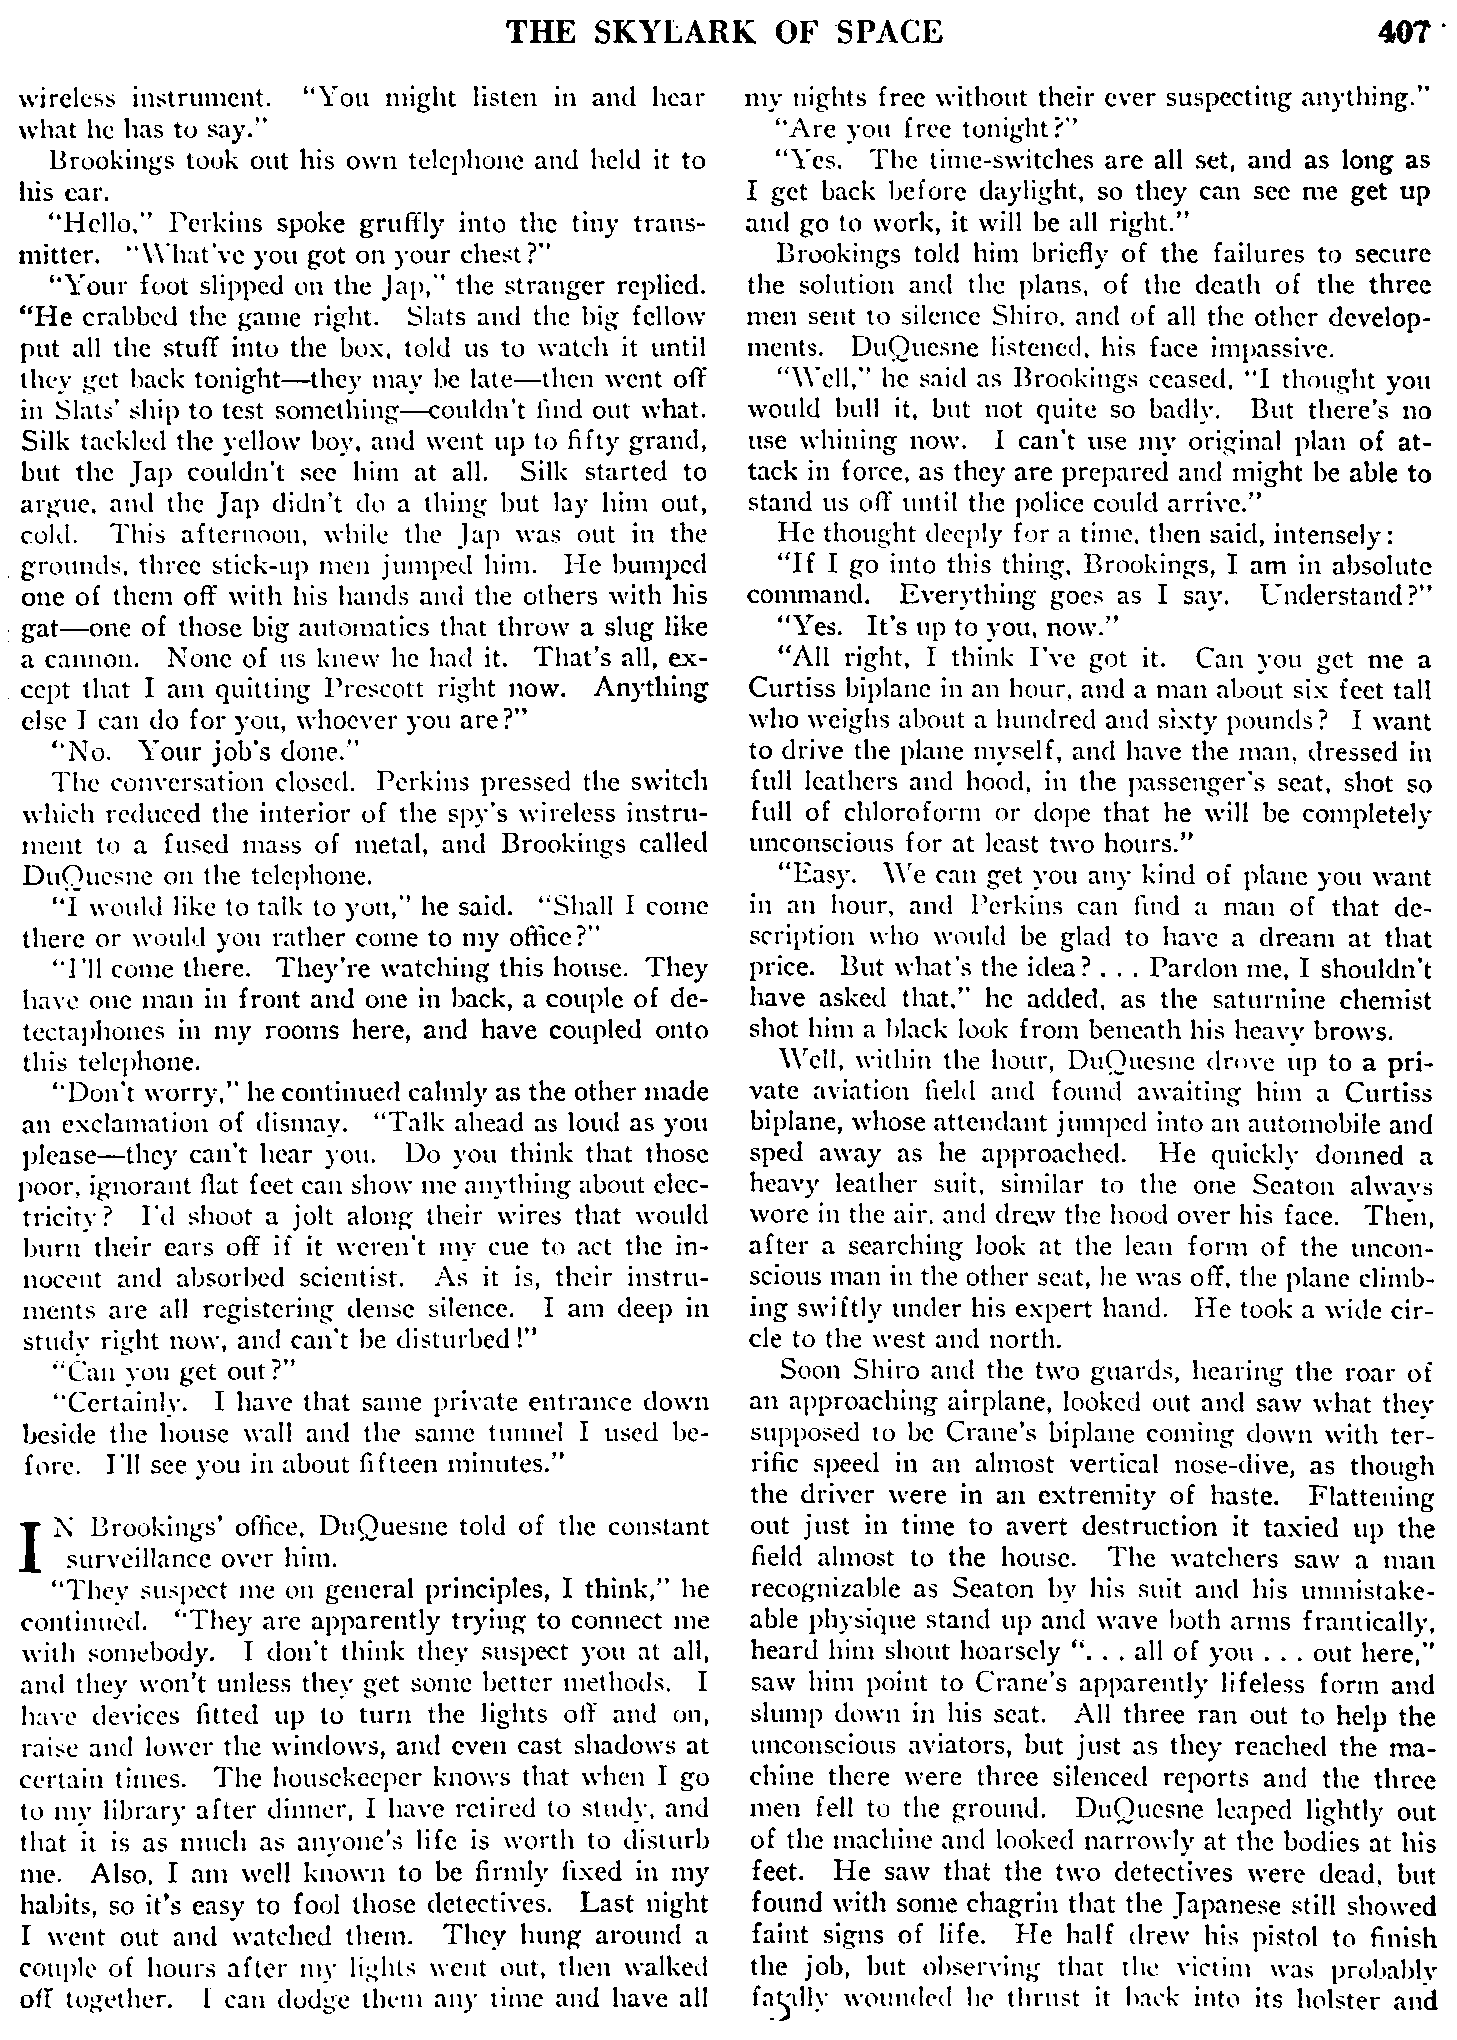 THE SKYLARK OF SPACE 407
wireless instrument. "You might listen in and hear
what he has to say."
Brookings took out his own telephone and held it to
his ear.
"Hello," Perkins spoke gruffly into the tiny trans-
mitter. "What've you got on your chest?"
"Your foot slipped on the Jap," the stranger replied.
"He crabbed the game right. Slats and the big fellow
put all the stuff into the box, told us to watch it until
they get back tonight—they may be late—then went off
in Slats' ship to test something—couldn't find out what.
Silk tackled the yellow boy, and went up to fifty grand,
but the Jap couldn't see him at all. Silk started to
argue, and the Jap didn't do a thing but lay him out,
cold. This afternoon, while the Jap was out in the
grounds, three stick-up men jumped him. He bumped
one of them off with his hands and the others with his
gat—one of those big automatics that throw a slug like
a cannon. None of us knew he had it. That's all, ex-
cept that I am quitting Prescott right now. Anything
else I can do for you, whoever you are?"
"No. Your job's done."
The conversation closed. Perkins pressed the switch
which reduced the interior of the spy's wireless instru-
ment to a fused mass of metal, and Brookings called
DuQuesne on the telephone.
"I would like to talk to you," he said. "Shall I come
there or would you rather come to my office?"
"I'll come there. They're watching this house. They
have one man in front and one in back, a couple of de-
tectaphones in my rooms here, and have coupled onto
this telephone.
"Don't worry," he continued calmly as the other made
an exclamation of dismay. "Talk ahead as loud as you
please—they can't hear you. Do you think that those
poor, ignorant flat feet can show me anything about elec-
tricity? I'd shoot a jolt along their wires that would
burn their ears off if it weren't my cue to act the in-
nocent and absorbed scientist. As it is, their instru-
ments are all registering dense silence. I am deep in
study right now, and can't be disturbed!"
"Can you get out?"
"Certainly. I have that same private entrance down
beside the house wall and the same tunnel I used be-
fore. I'll see you in about fifteen minutes."
IN Brookings' office, DuQuesne told of the constant
surveillance over him.
"They suspect me on general principles, I think," he
continued. "They are apparently trying to connect me
with somebody. I don't think they suspect you at all,
and they won't unless they get some better methods. I
have devices fitted up to turn the lights off and on,
raise and lower the windows, and even cast shadows at
certain times. The housekeeper knows that when I go
to my library after dinner, I have retired to study, and
that it is as much as anyone's life is worth to disturb
me. Also, I am well known to be firmly fixed in my
habits, so it's easy to fool those detectives. Last night
I went out and watched them. They hung around a
couple of hours after my lights went out, then walked
off together. I can dodge them any time and have all
my nights free without their ever suspecting anything."
"Are you free tonight?"
"Yes. The time-switches are all set, and as long as
I get back before daylight, so they can see me get up
and go to work, it will be all right."
Brookings told him briefly of the failures to secure
the solution and the plans, of the death of the three
men sent to silence Shiro, and of all the other develop-
ments. DuQuesne listened, his face impassive.
"Well," he said as Brookings ceased, "I thought you
would bull it, but not quite so badly. But there's no
use whining now. I can't use my original plan of at-
tack in force, as they are prepared and might be able to
stand us off until the police could arrive."
He thought deeply for a time, then said, intensely:
"If I go into this thing, Brookings, I am in absolute
command. Everything goes as I say. Understand?"
"Yes. It's up to you, now."
"All right, I think I've got it. Can you get me a
Curtiss biplane in an hour, and a man about six feet tall
who weighs about a hundred and sixty pounds? I want
to drive the plane myself, and have the man, dressed in
full leathers and hood, in the passenger's seat, shot so
full of chloroform or dope that he will be completely
unconscious for at least two hours."
"Easy. We can get you any kind of plane you want
in an hour, and Perkins can find a man of that de-
scription who would be glad to have a dream at that
price. But what's the idea? . . . Pardon me, I shouldn't
have asked that," he added, as the saturnine chemist
shot him a black look from beneath his heavy brows.
Well, within the hour, DuQuesne drove up to a pri-
vate aviation field and found awaiting him a Curtiss
biplane, whose attendant jumped into an automobile and
sped away as he approached. He quickly donned a
heavy leather suit, similar to the one Seaton always
wore in the air, and drew the hood over his face. Then,
after a searching look at the lean form of the uncon-
scious man in the other seat, he was off, the plane climb-
ing swiftly under his expert hand. He took a wide cir-
cle to the west and north.
Soon Shiro and the two guards, hearing the roar of
an approaching airplane, looked out and saw what they
supposed to be Crane's biplane coming down with ter-
rific speed in an almost vertical nose-dive, as though
the driver were in an extremity of haste. Flattening
out just in time to avert destruction it taxied up the
field almost to the house. The watchers saw a man
recognizable as Seaton by his suit and his unmistake-
able physique stand up and wave both arms frantically,
heard him shout hoarsely ". . . all of you . . . out here,"
saw him point to Crane's apparently lifeless form and
slump down in his seat. All three ran out to help the
unconscious aviators, but just as they reached the ma-
chine there were three silenced reports and the three
men fell to the ground. DuQuesne leaped lightly out
of the machine and looked narrowly at the bodies at his
feet. He saw that the two detectives were dead, but
found with some chagrin that the Japanese still showed
faint signs of life. He half drew his pistol to finish
the job, but observing that the victim was probably
fatally wounded he thrust it back into its holster and